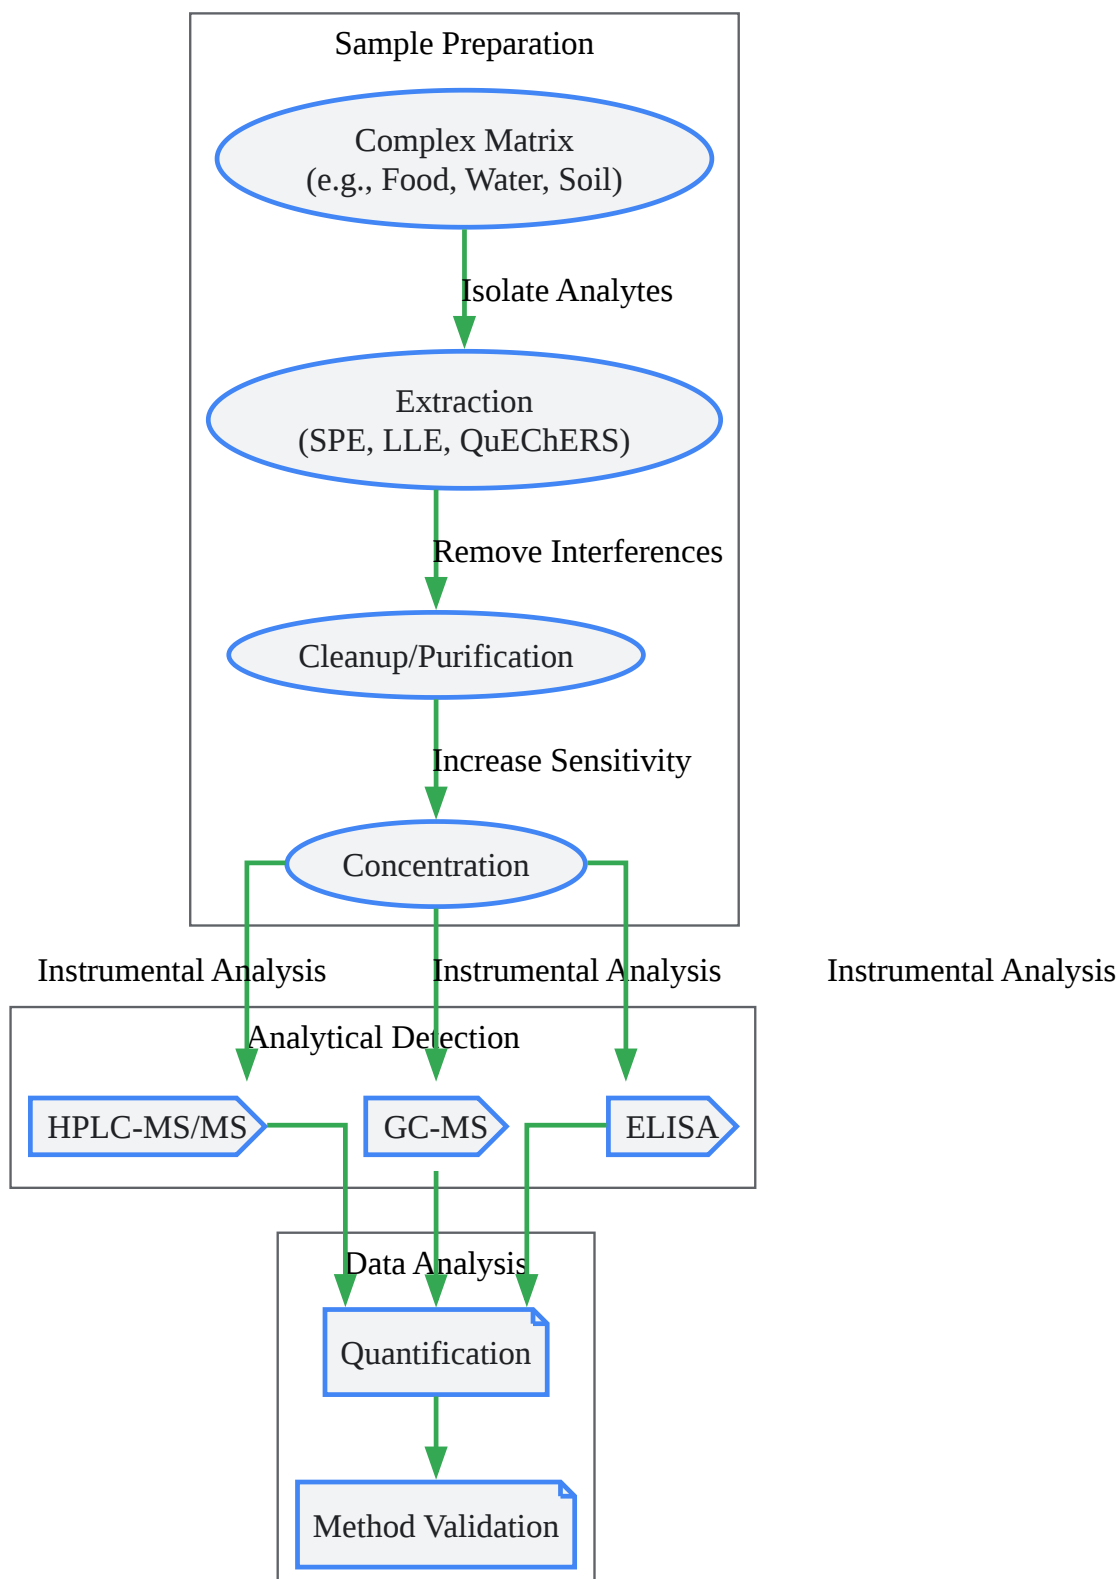 Sample Preparation
Complex Matrix
(e.g., Food, Water, Soil)
Isolate Analytes
Extraction
(SPE, LLE, QuEChERS)
Remove Interferences
Cleanup/Purification
Increase Sensitivity
Concentration
Instrumental Analysis
Instrumental Analysis
Instrumental Analysis
Analytical Detection
HPLC-MS/MS
GC-MS
ELISA
Data Analysis
Quantification
Method Validation